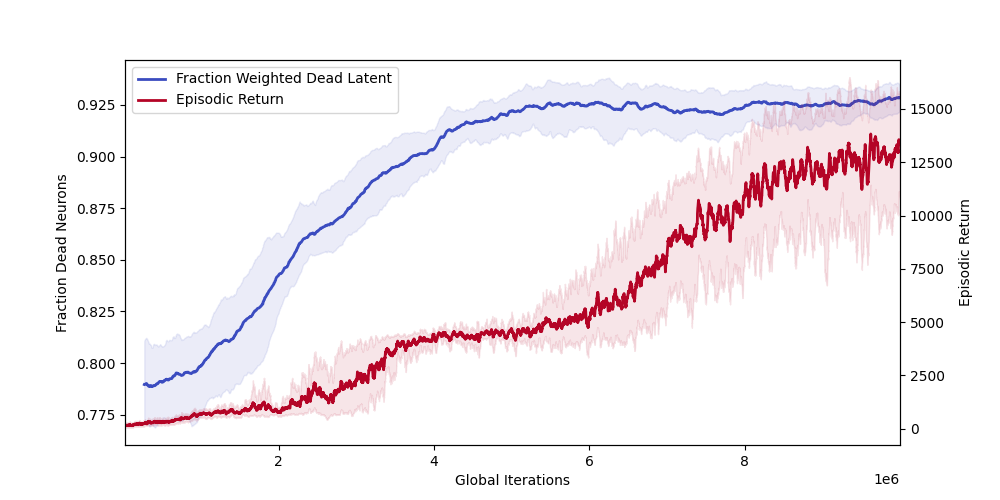 Fraction Weighted Dead Latent
Episodic Return
0.925
0.900
0.875
0.850
0.825
0.800
0.775
Fraction Dead Neurons
15000
12500
10000
7500
5000
2500
0
Episodic Return
2 4 6 8
1e6
Global Iterations